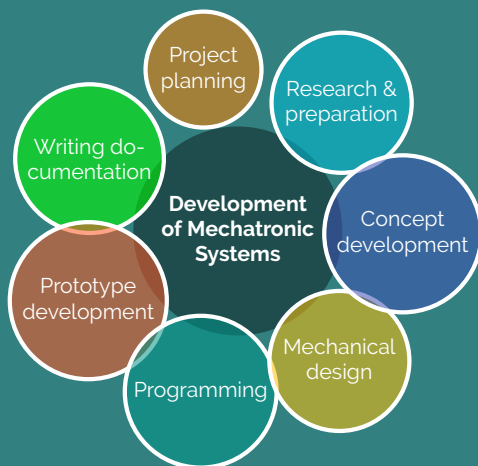 Project
planning
Research &
preparation
Concept
development
Mechanical
design
Programming
Prototype
development
Writing do-
cumentation
Development
of Mechatronic
Systems